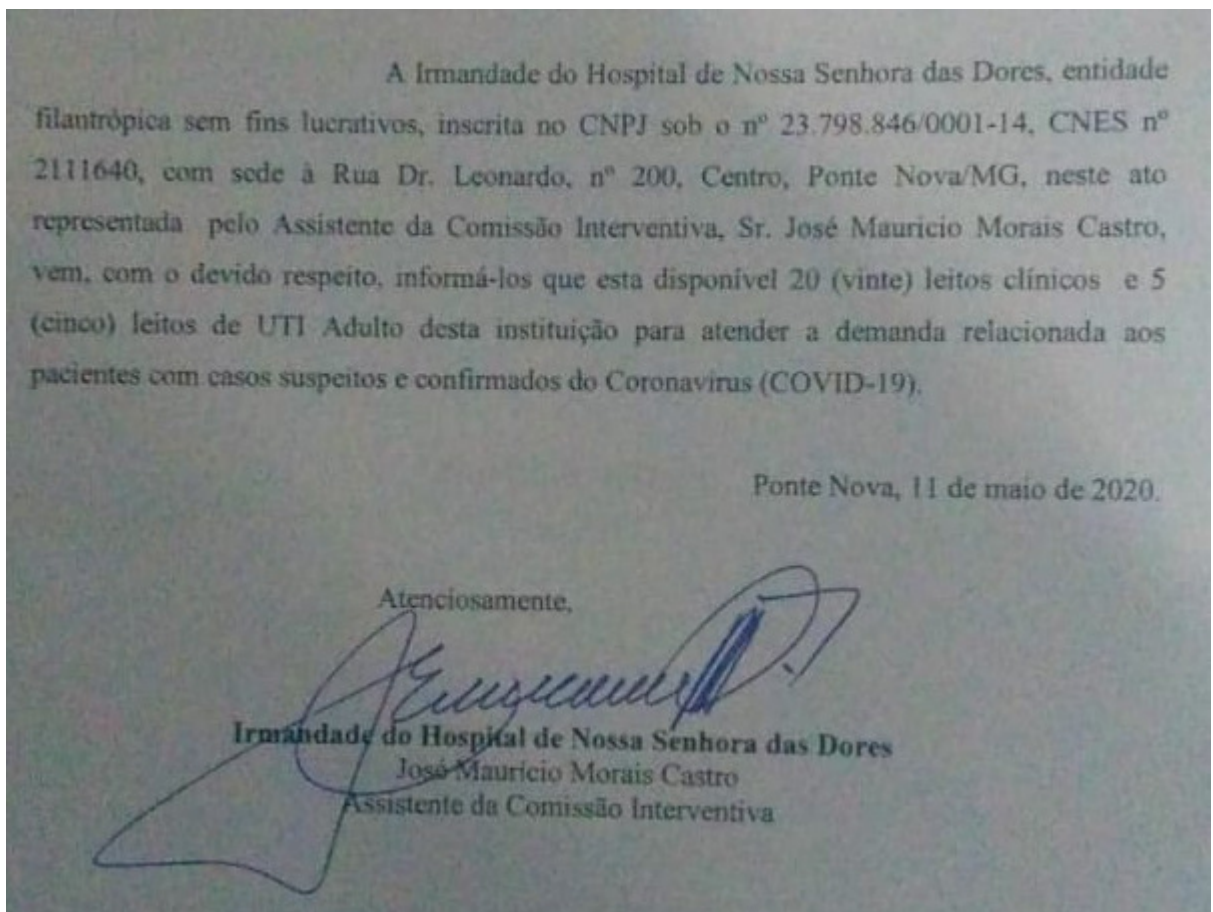 A Irmandade do Hospital de Nossa Senhora das Dores, entidade
filantrópica sem fins lucrativos, inscrita no CNPJ sob o nº 23.798.846/0001-14, CNES nº
2111640, com sede à Rua Dr. Leonardo, nº 200, Centro, Ponte Nova/MG, neste ato
representada pelo Assistente da Comissão Interventiva, Sr. José Mauricio Morais Castro,
vem, com o devido respeito, informá-los que esta disponível 20 (vinte) leitos clínicos e 5
(cinco) leitos de UTI Adulto desta instituição para atender a demanda relacionada aos
pacientes com casos suspeitos e confirmados do Coronavírus (COVID-19).
Ponte Nova, 11 de maio de 2020.
Atenciosamente,
Irmandade do Hospital de Nossa Senhora das Dores
José Maurício Morais Castro
Assistente da Comissão Interventiva